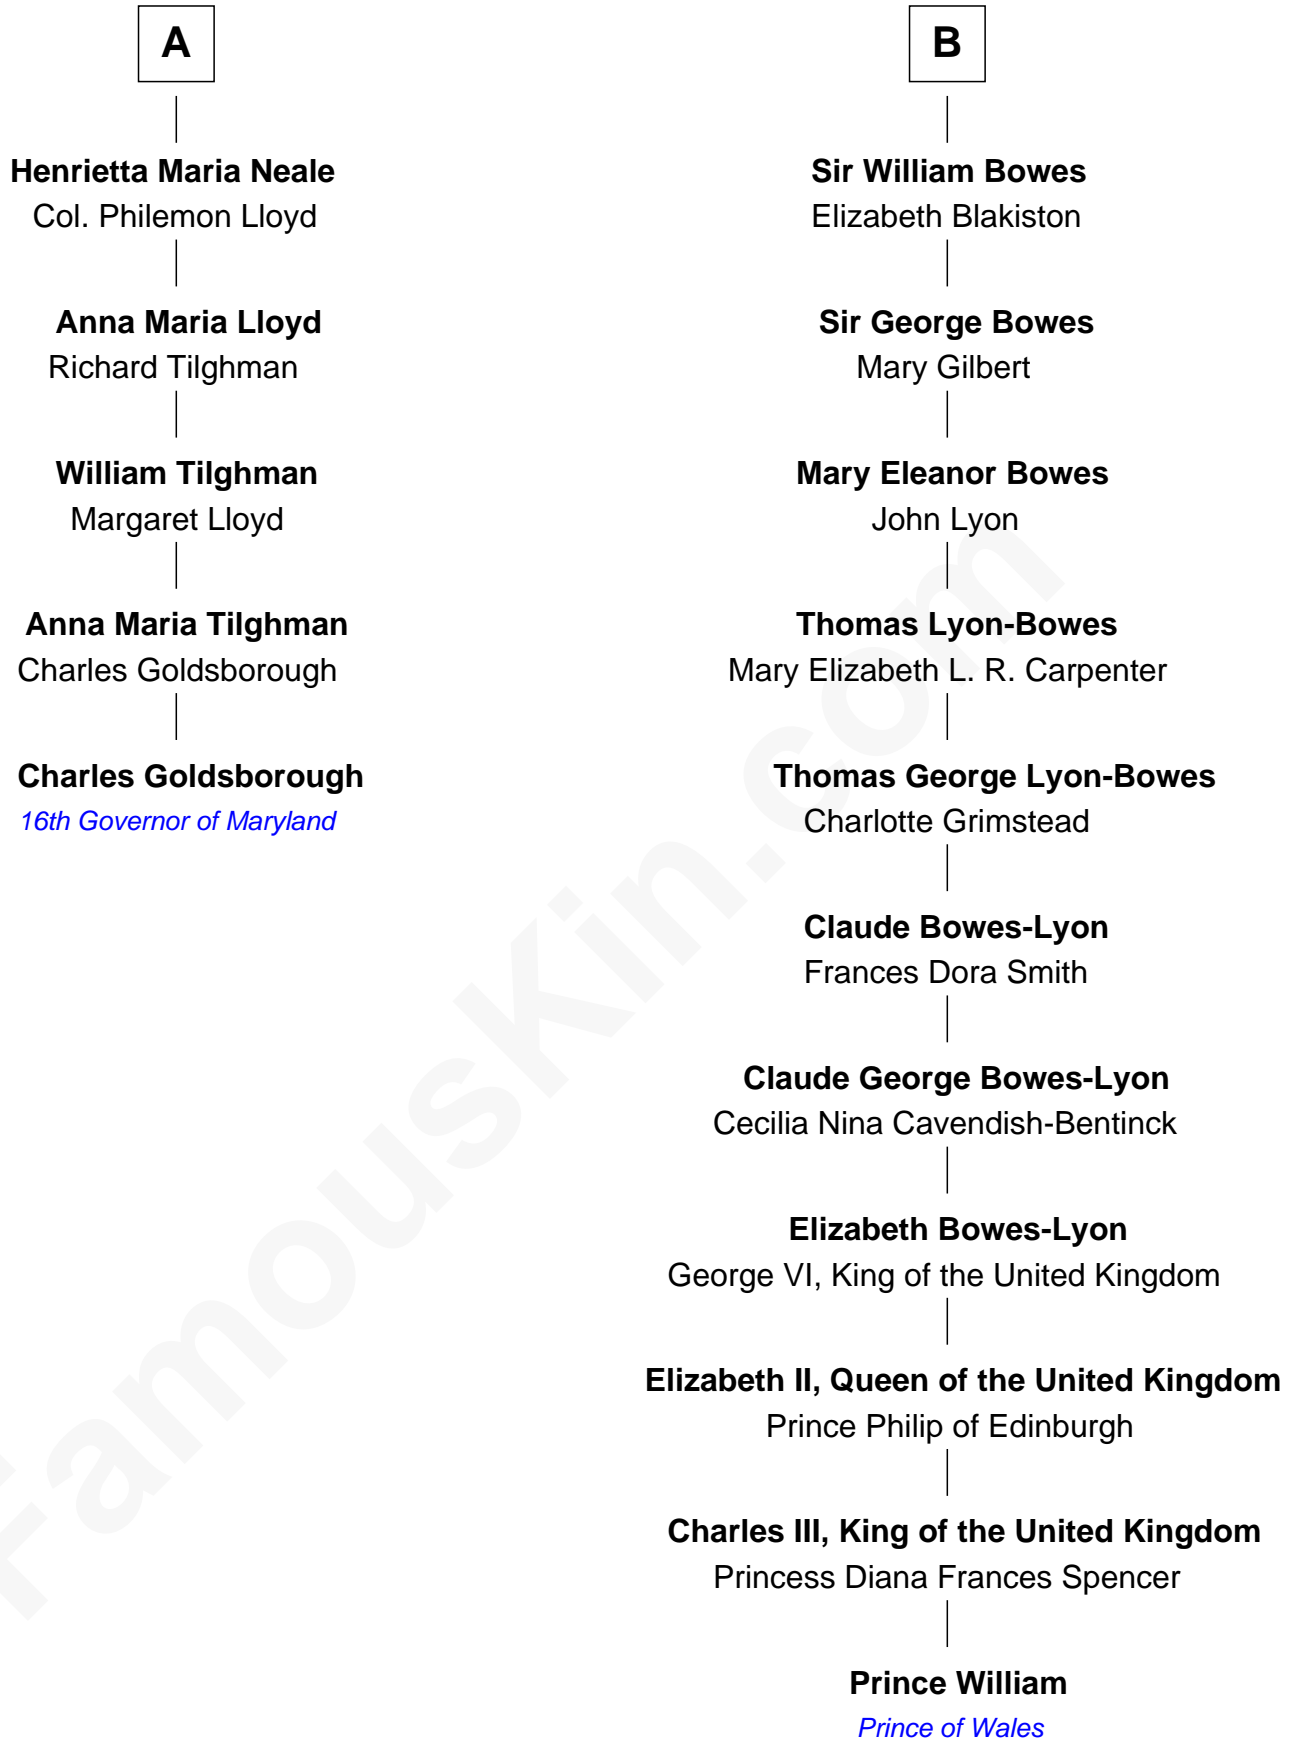 A
Henrietta Maria Neale
Col. Philemon Lloyd
Anna Maria Lloyd
Richard Tilghman
William Tilghman
Margaret Lloyd
Anna Maria Tilghman
Charles Goldsborough
Charles Goldsborough
16th Governor of Maryland
B
Sir William Bowes
Elizabeth Blakiston
Sir George Bowes
Mary Gilbert
Mary Eleanor Bowes
John Lyon
Thomas Lyon-Bowes
Mary Elizabeth L. R. Carpenter
Thomas George Lyon-Bowes
Charlotte Grimstead
Claude Bowes-Lyon
Frances Dora Smith
Claude George Bowes-Lyon
Cecilia Nina Cavendish-Bentinck
Elizabeth Bowes-Lyon
George VI, King of the United Kingdom
Elizabeth II, Queen of the United Kingdom
Prince Philip of Edinburgh
Charles III, King of the United Kingdom
Princess Diana Frances Spencer
Prince William
Prince of Wales
FamousKin.com